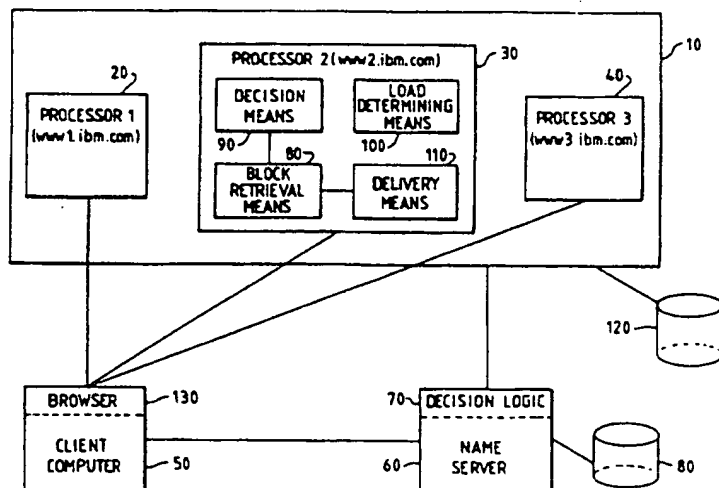 10
20
PROCESSOR 1
(www1.ibm.com)
PROCESSOR 2 (www2.ibm.com)
30
DECISION
MEANS
90
LOAD
DETERMINING
MEANS
100
80
BLOCK
RETRIEVAL
MEANS
110
DELIVERY
MEANS
40
PROCESSOR 3
(www3 ibm.com)
120
BROWSER
130
CLIENT
COMPUTER
50
70
DECISION LOGIC
60
NAME
SERVER
80